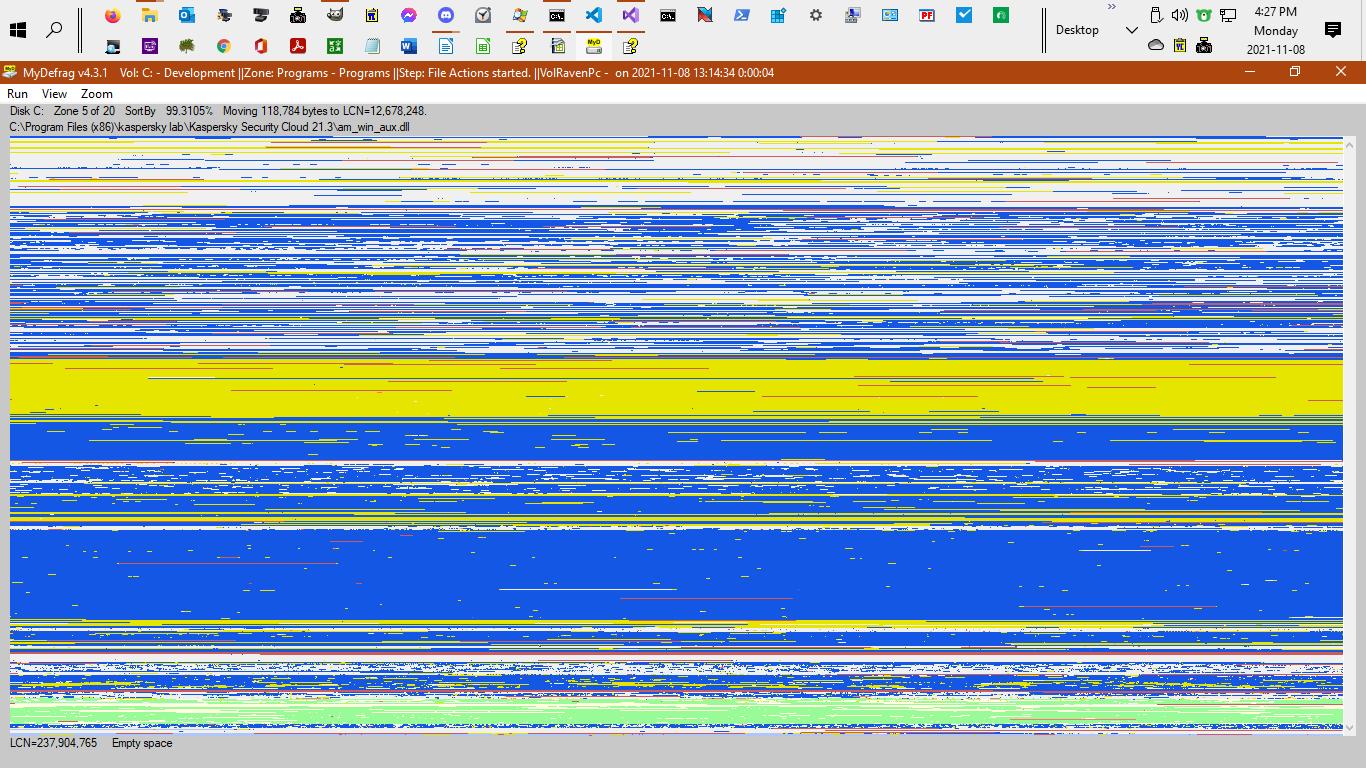 4:27 PM
Desktop
Monday
2021-11-08
MyDefrag v4.3.1 Vol: C: - Development ||Zone: Programs - Programs ||Step: File Actions started. ||VolRavenPc - on 2021-11-08 13:14:34 0:00:04
Run View Zoom
Disk C: Zone 5 of 20 SortBy 99.3105% Moving 118,784 bytes to LCN=12,678,248.
C:\Program Files (x86)\kaspersky lab\Kaspersky Security Cloud 21.3\am_win_aux.dll
LCN=237,904,765 Empty space